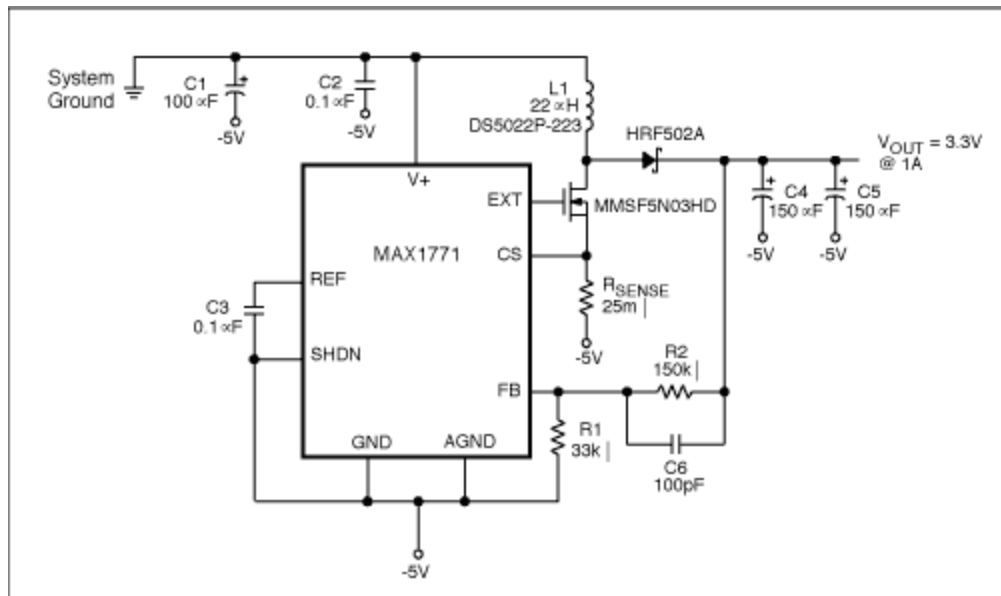 System
Ground
C1
100 ∝F
-5V
C2
0.1∝F
-5V
L1
22 ∝H
DS5022P-223
HRF502A
VOUT = 3.3V
@ 1A
C4
150 ∝F
-5V
C5
150 ∝F
-5V
V+
EXT
MMSF5N03HD
MAX1771
CS
RSENSE
25m |
-5V
REF
C3
0.1 ∝F
SHDN
FB
R2
150k |
R1
33k |
C6
100pF
GND
AGND
-5V